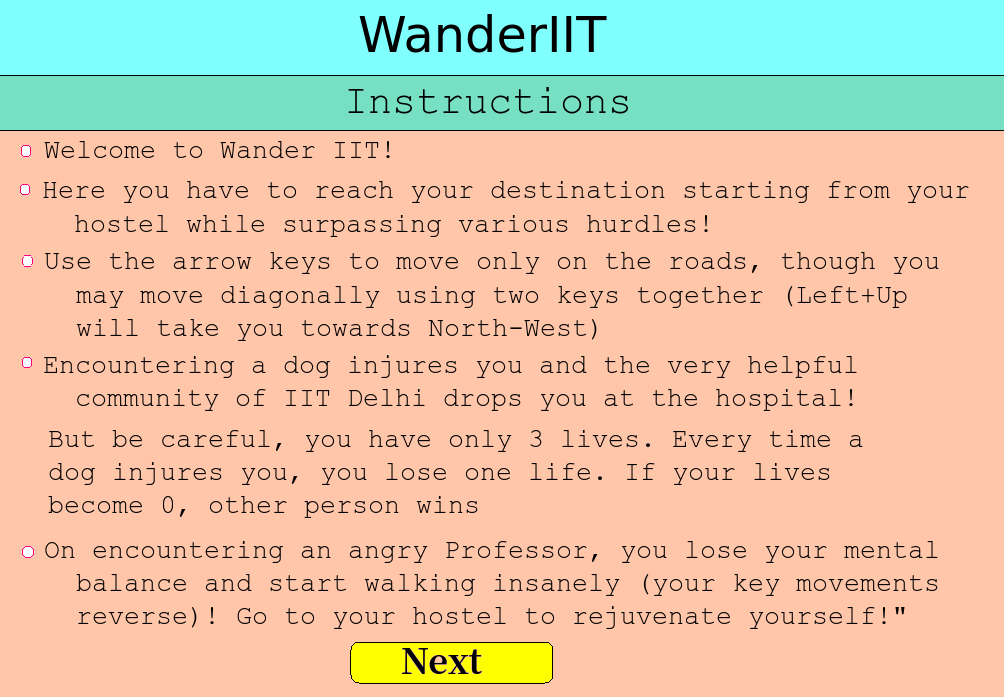 WanderIIT
Instructions
Welcome to Wander IIT!
Here you have to reach your destination starting from your
hostel while surpassing various hurdles!
Use the arrow keys to move only on the roads, though you
may move diagonally using two keys together (Left+Up
will take you towards North-West)
Encountering a dog injures you and the very helpful
community of IIT Delhi drops you at the hospital!
But be careful, you have only 3 lives. Every time a
dog injures you, you lose one life. If your lives
become 0, other person wins
On encountering an angry Professor, you lose your mental
balance and start walking insanely (your key movements
reverse)! Go to your hostel to rejuvenate yourself!"
Next